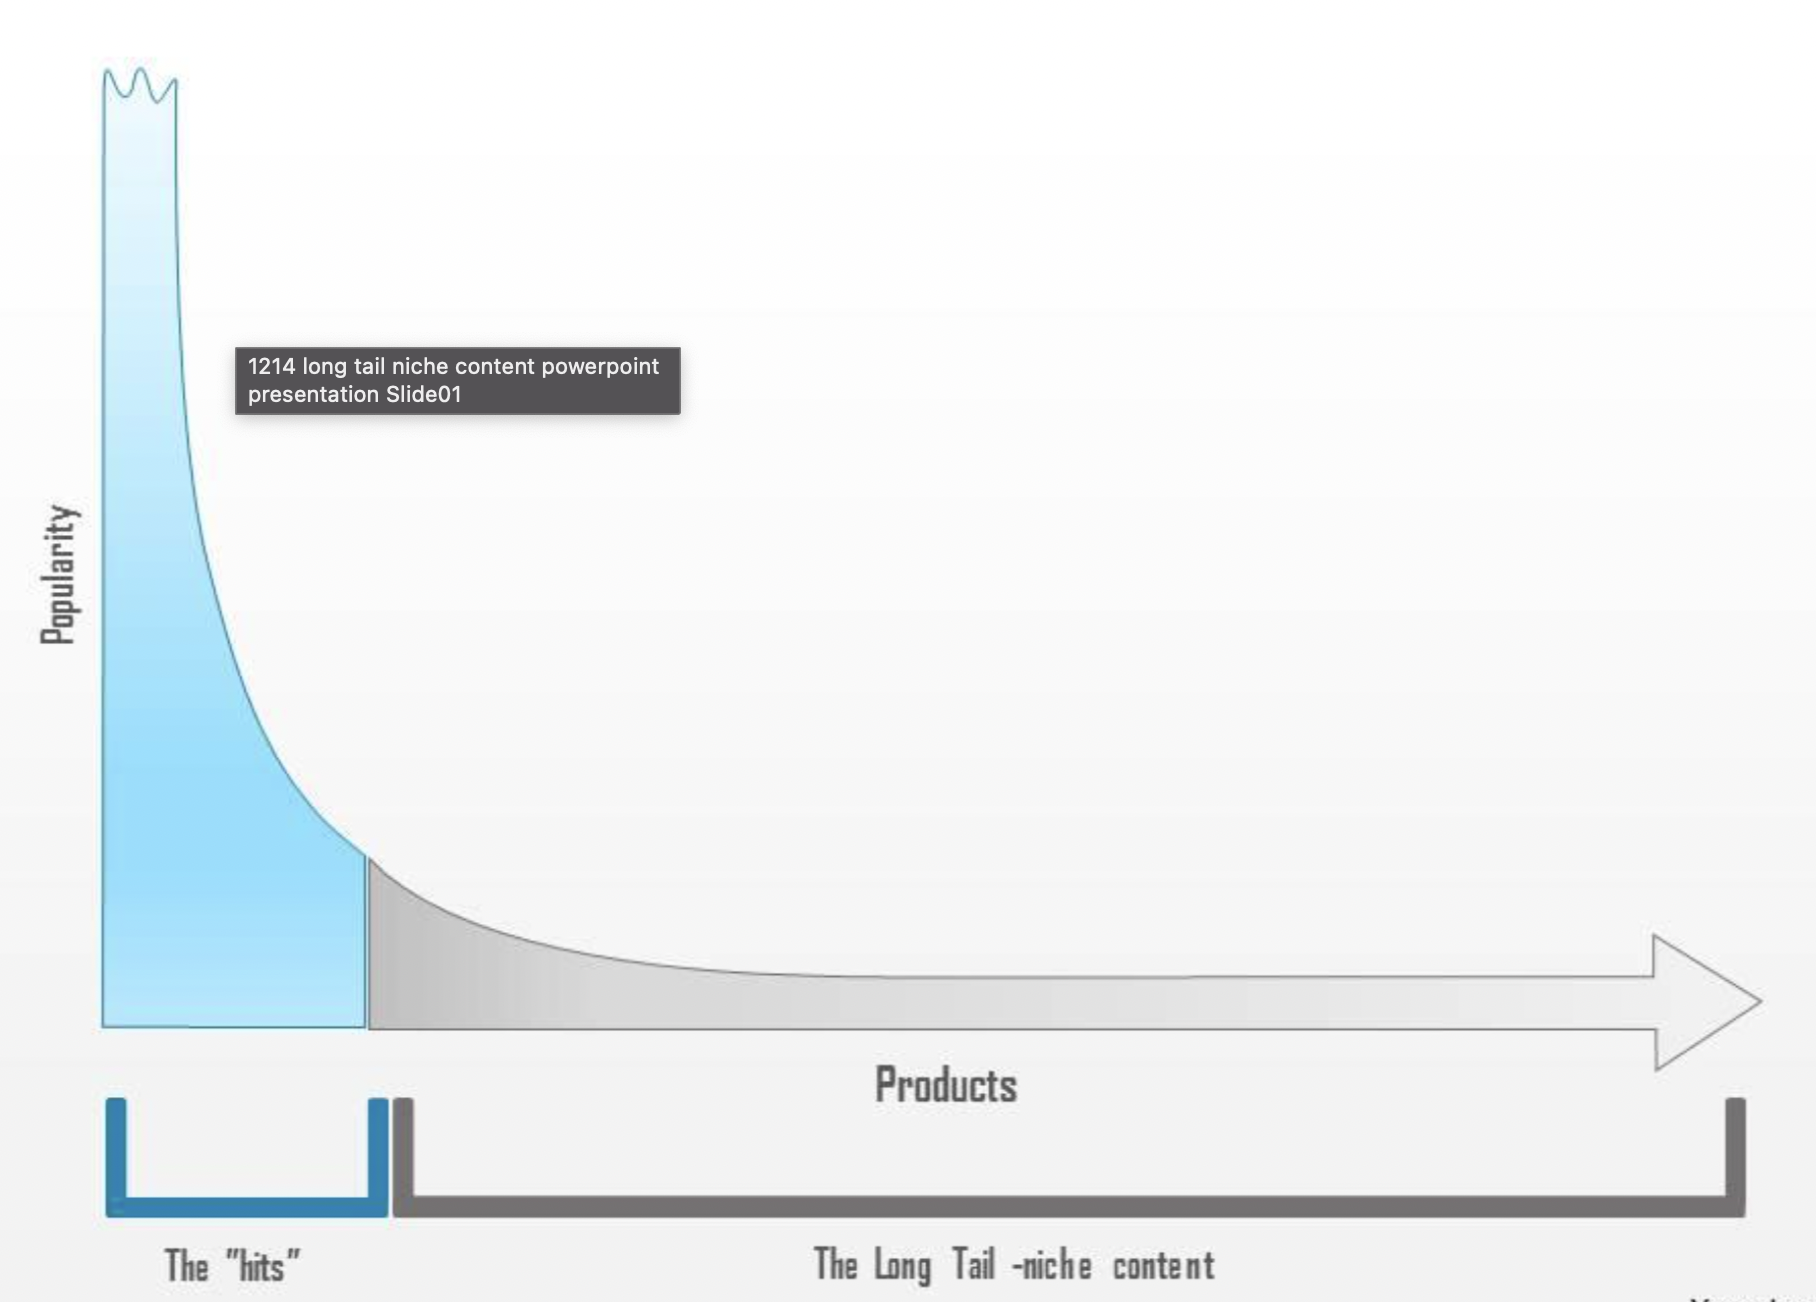 1214 long tail niche content powerpoint
presentation Slide01
Popularity
Products
The "hits"
The Long Tail -niche content